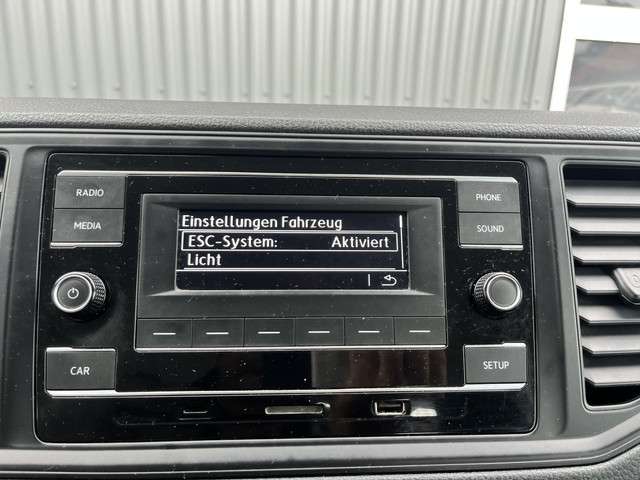 RADIO
MEDIA
PHONE
SOUND
Einstellungen Fahrzeug
ESC-System: Aktiviert
Licht
CAR
SETUP